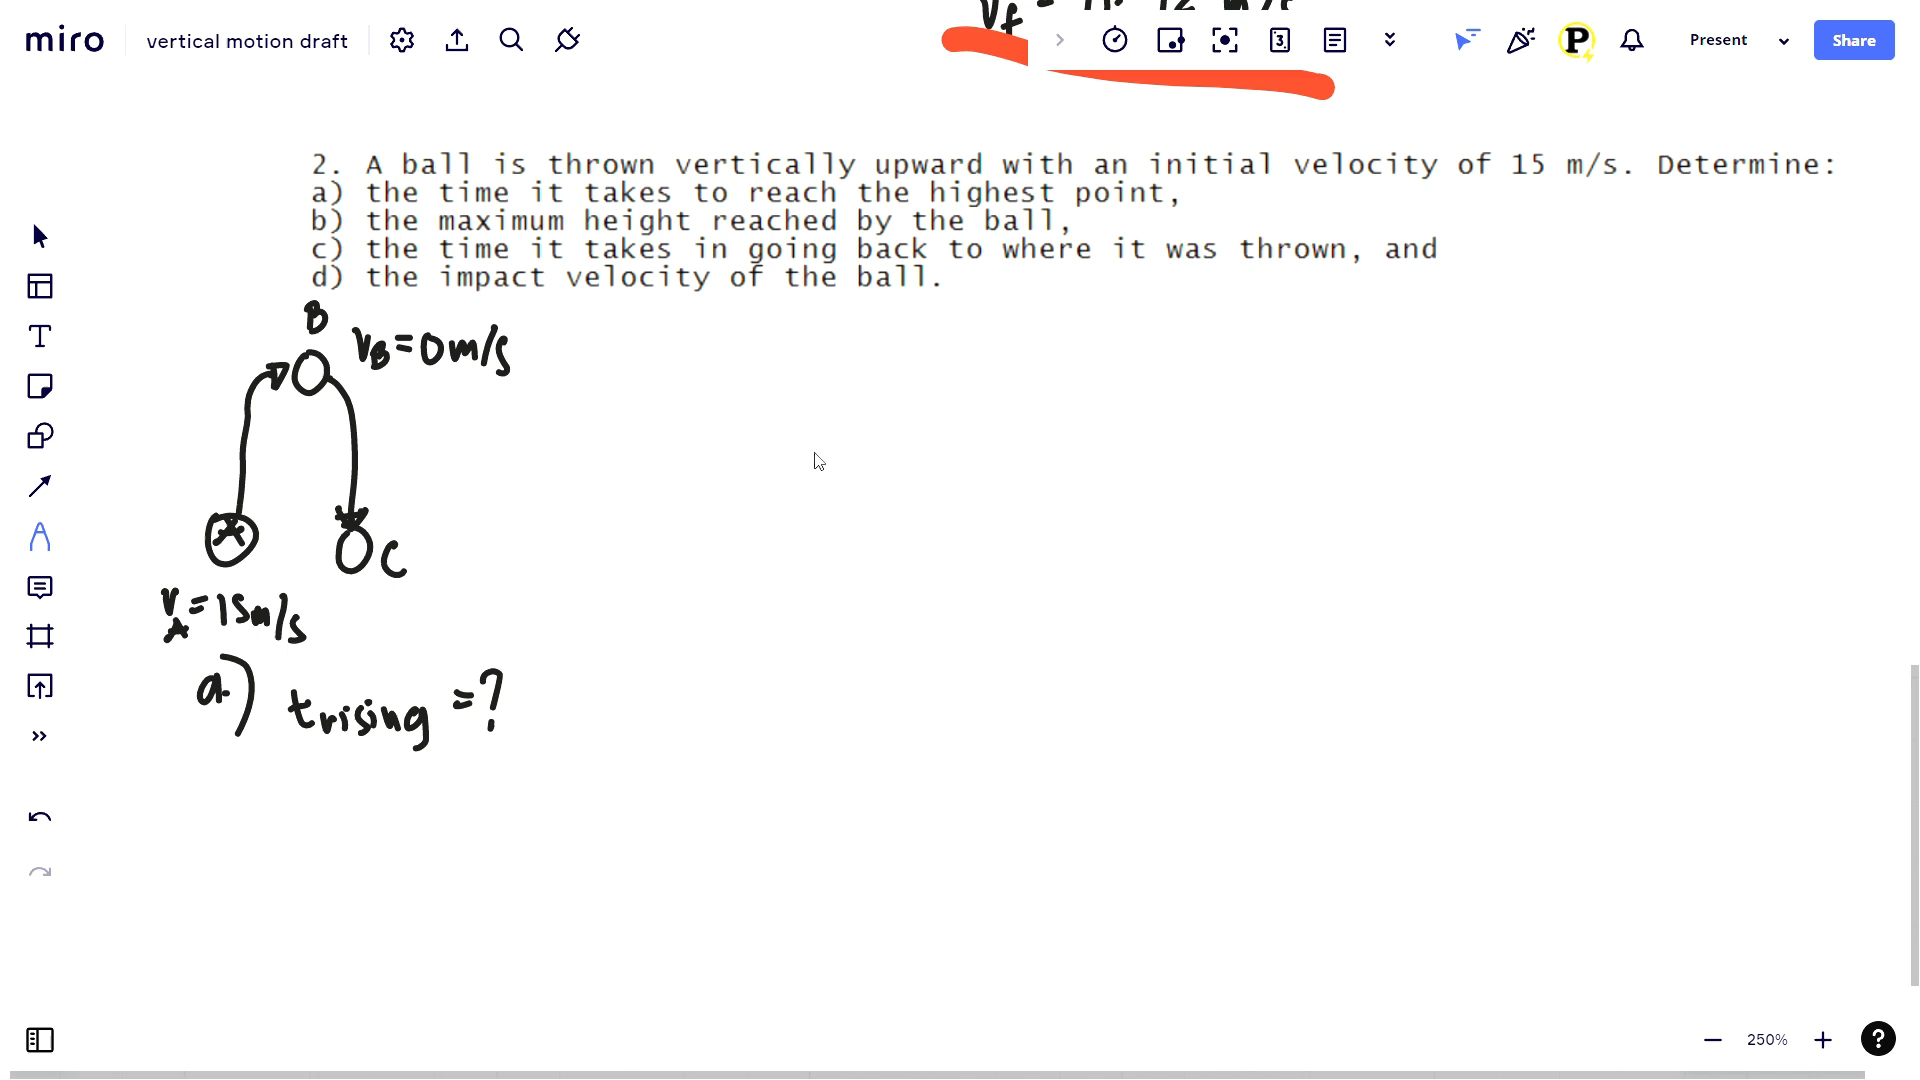 miro
vertical motion draft
3
P
Present
Share
2. A ball is thrown vertically upward with an initial velocity of 15 m/s. Determine:
a) the time it takes to reach the highest point,
b) the maximum height reached by the ball,
c) the time it takes in going back to where it was thrown, and
d) the impact velocity of the ball.
B
VB = 0 m/s
A
C
VA = 15 m/s
a.) trising = ?
250%
?